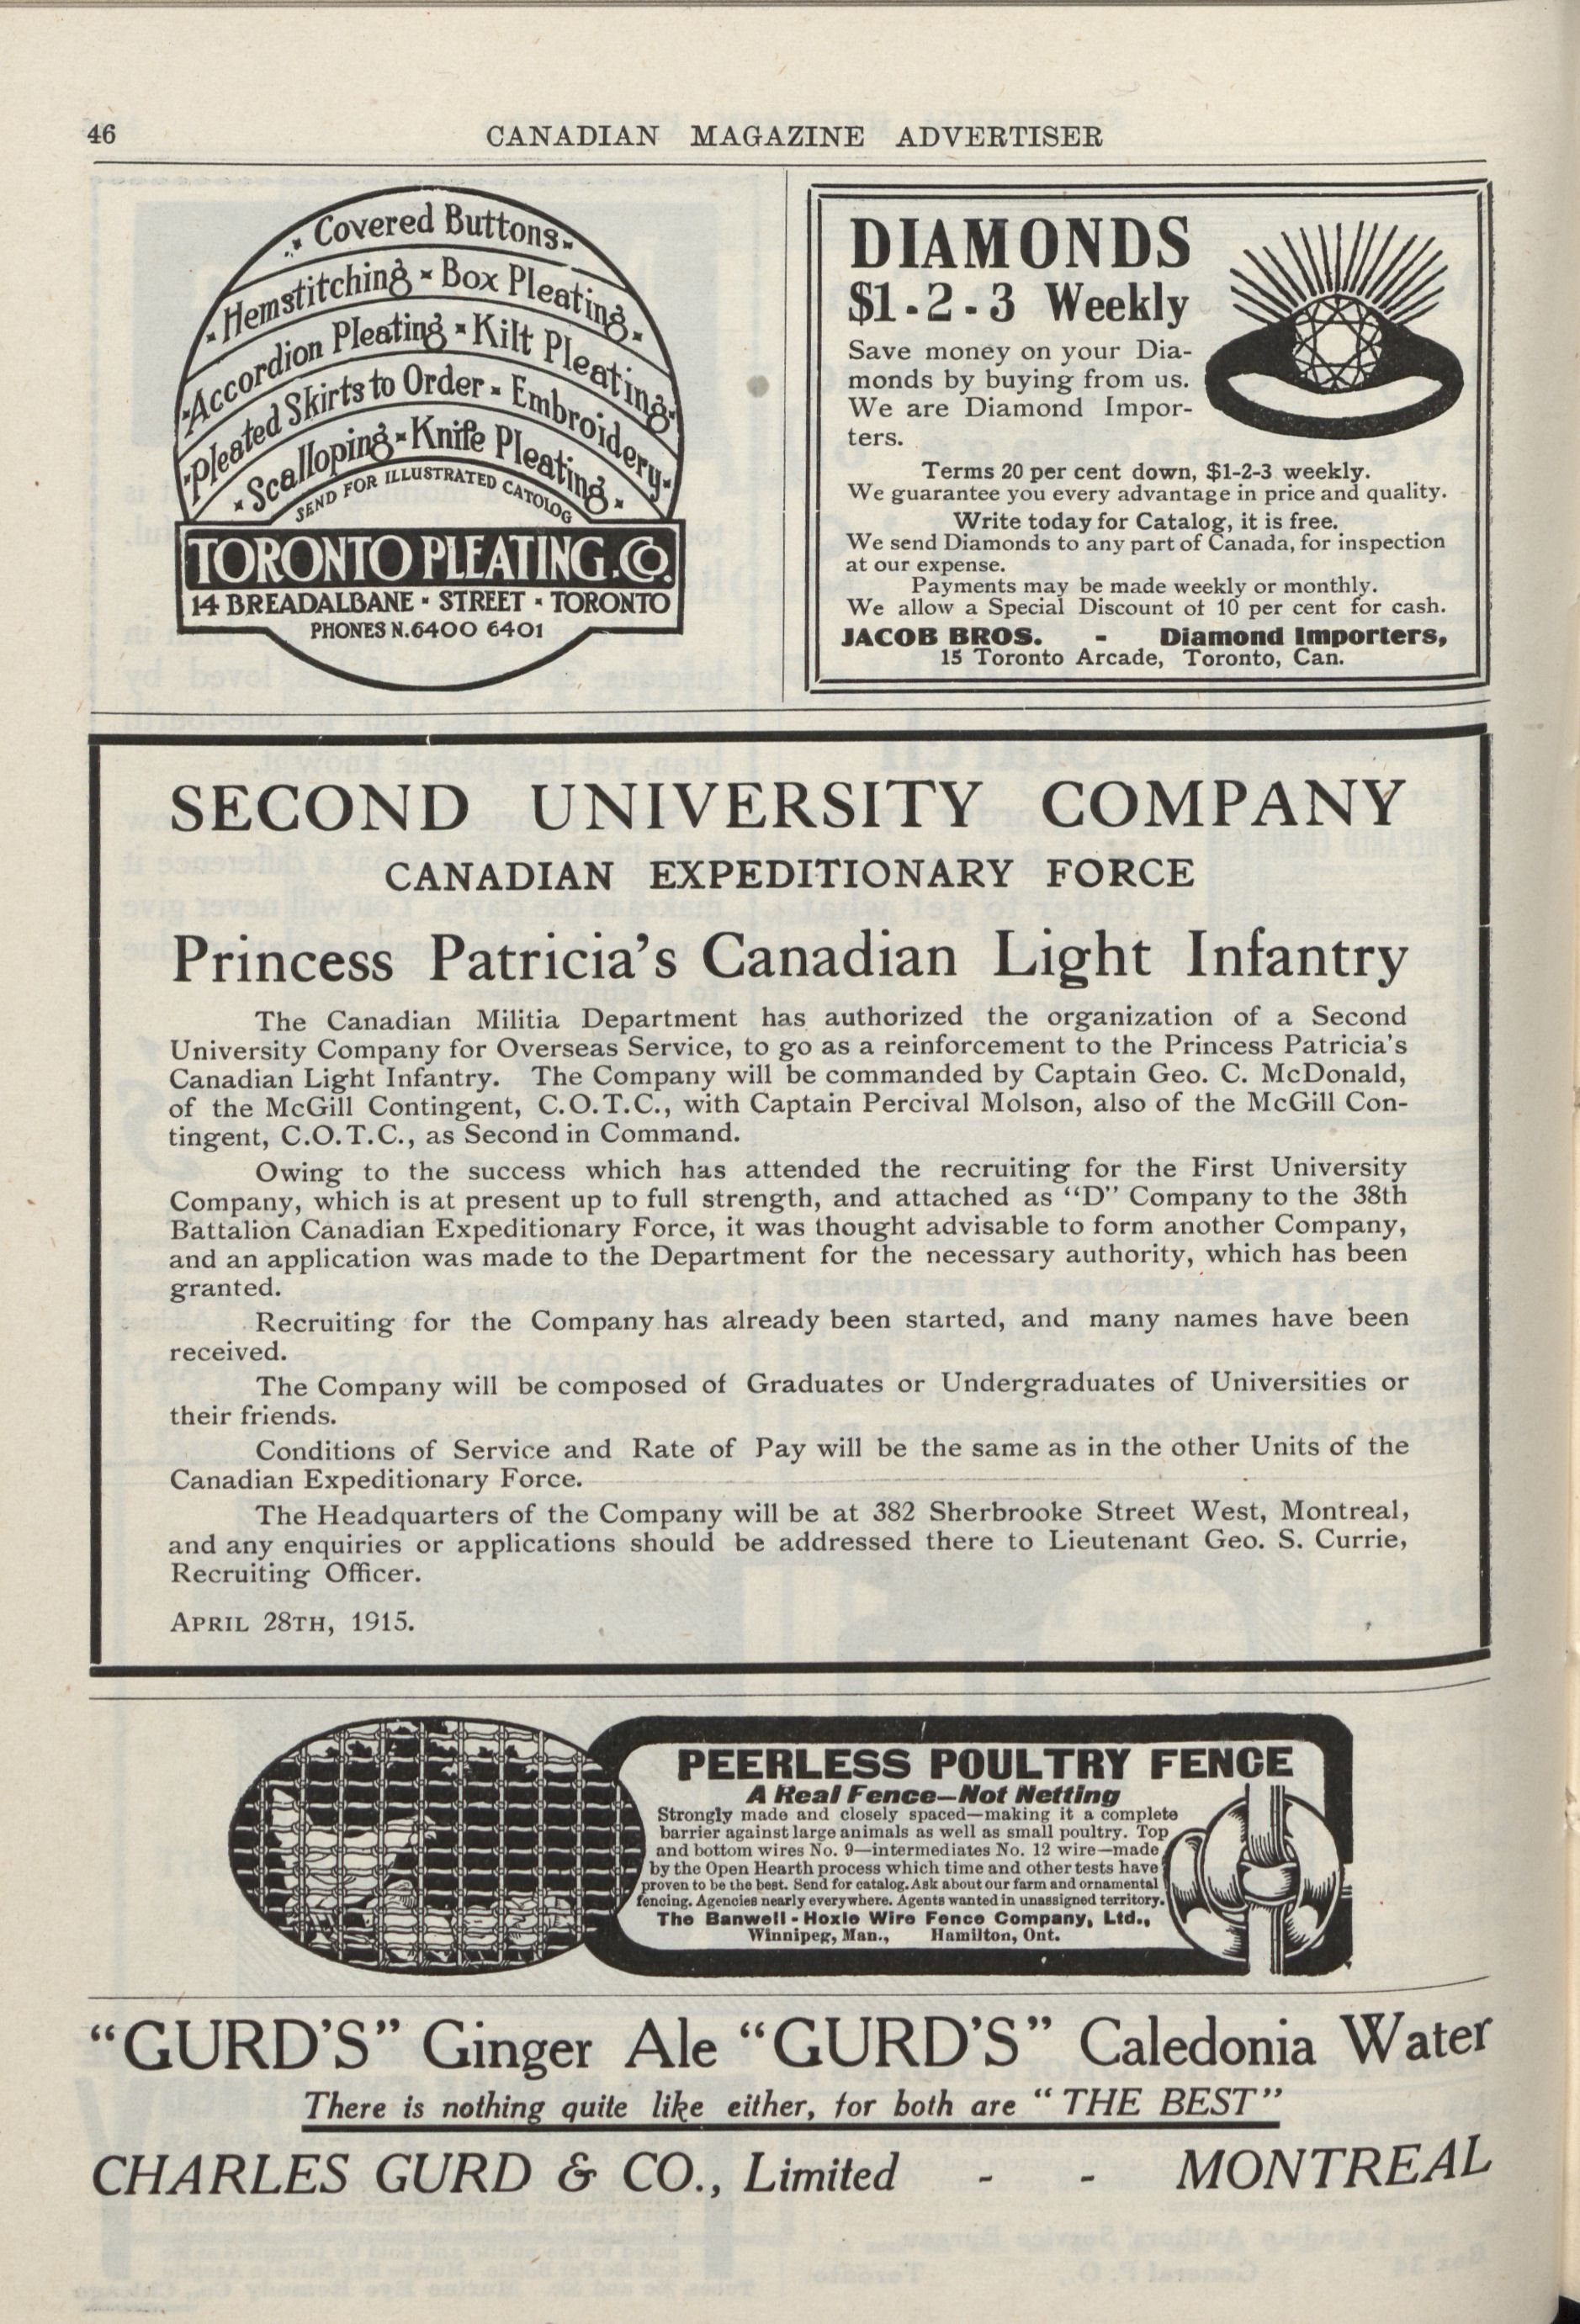 46
CANADIAN MAGAZINE ADVERTISER
Covered Buttons
Hemstitching Box Pleating
Accordion Pleating Kilt Pleating
Pleated Skirts to Order Embroidery
Scalloping Knife Pleating
SEND FOR ILLUSTRATED CATOLOG
TORONTO PLEATING. CO.
14 BREADALBANE - STREET - TORONTO
PHONES N. 6400 6401
DIAMONDS
$1-2-3 Weekly
Save money on your Dia-
monds by buying from us.
We are Diamond Impor-
ters.
Terms 20 per cent down, $1-2-3 weekly.
We guarantee you every advantage in price and quality.
Write today for Catalog, it is free.
We send Diamonds to any part of Canada, for inspection
at our expense.
Payments may be made weekly or monthly.
We allow a Special Discount of 10 per cent for cash.
JACOB BROS. - Diamond Importers,
15 Toronto Arcade, Toronto, Can.
SECOND UNIVERSITY COMPANY
CANADIAN EXPEDITIONARY FORCE
Princess Patricia's Canadian Light Infantry
The Canadian Militia Department has authorized the organization of a Second
University Company for Overseas Service, to go as a reinforcement to the Princess Patricia's
Canadian Light Infantry. The Company will be commanded by Captain Geo. C. McDonald,
of the McGill Contingent, C.O.T.C., with Captain Percival Molson, also of the McGill Con-
tingent, C.O.T.C., as Second in Command.
Owing to the success which has attended the recruiting for the First University
Company, which is at present up to full strength, and attached as "D" Company to the 38th
Battalion Canadian Expeditionary Force, it was thought advisable to form another Company,
and an application was made to the Department for the necessary authority, which has been
granted.
Recruiting for the Company has already been started, and many names have been
received.
The Company will be composed of Graduates or Undergraduates of Universities or
their friends.
Conditions of Service and Rate of Pay will be the same as in the other Units of the
Canadian Expeditionary Force.
The Headquarters of the Company will be at 382 Sherbrooke Street West, Montreal,
and any enquiries or applications should be addressed there to Lieutenant Geo. S. Currie,
Recruiting Officer.
APRIL 28TH, 1915.
PEERLESS POULTRY FENCE
A Real Fence—Not Netting
Strongly made and closely spaced—making it a complete
barrier against large animals as well as small poultry. Top
and bottom wires No. 9—intermediates No. 12 wire—made
by the Open Hearth process which time and other tests have
proven to be the best. Send for catalog. Ask about our farm and ornamental
fencing. Agencies nearly everywhere. Agents wanted in unassigned territory.
The Banwell-Hoxie Wire Fence Company, Ltd.,
Winnipeg, Man., Hamilton, Ont.
"GURD'S" Ginger Ale "GURD'S" Caledonia Water
There is nothing quite like either, for both are "THE BEST"
CHARLES GURD & CO., Limited - - MONTREAL